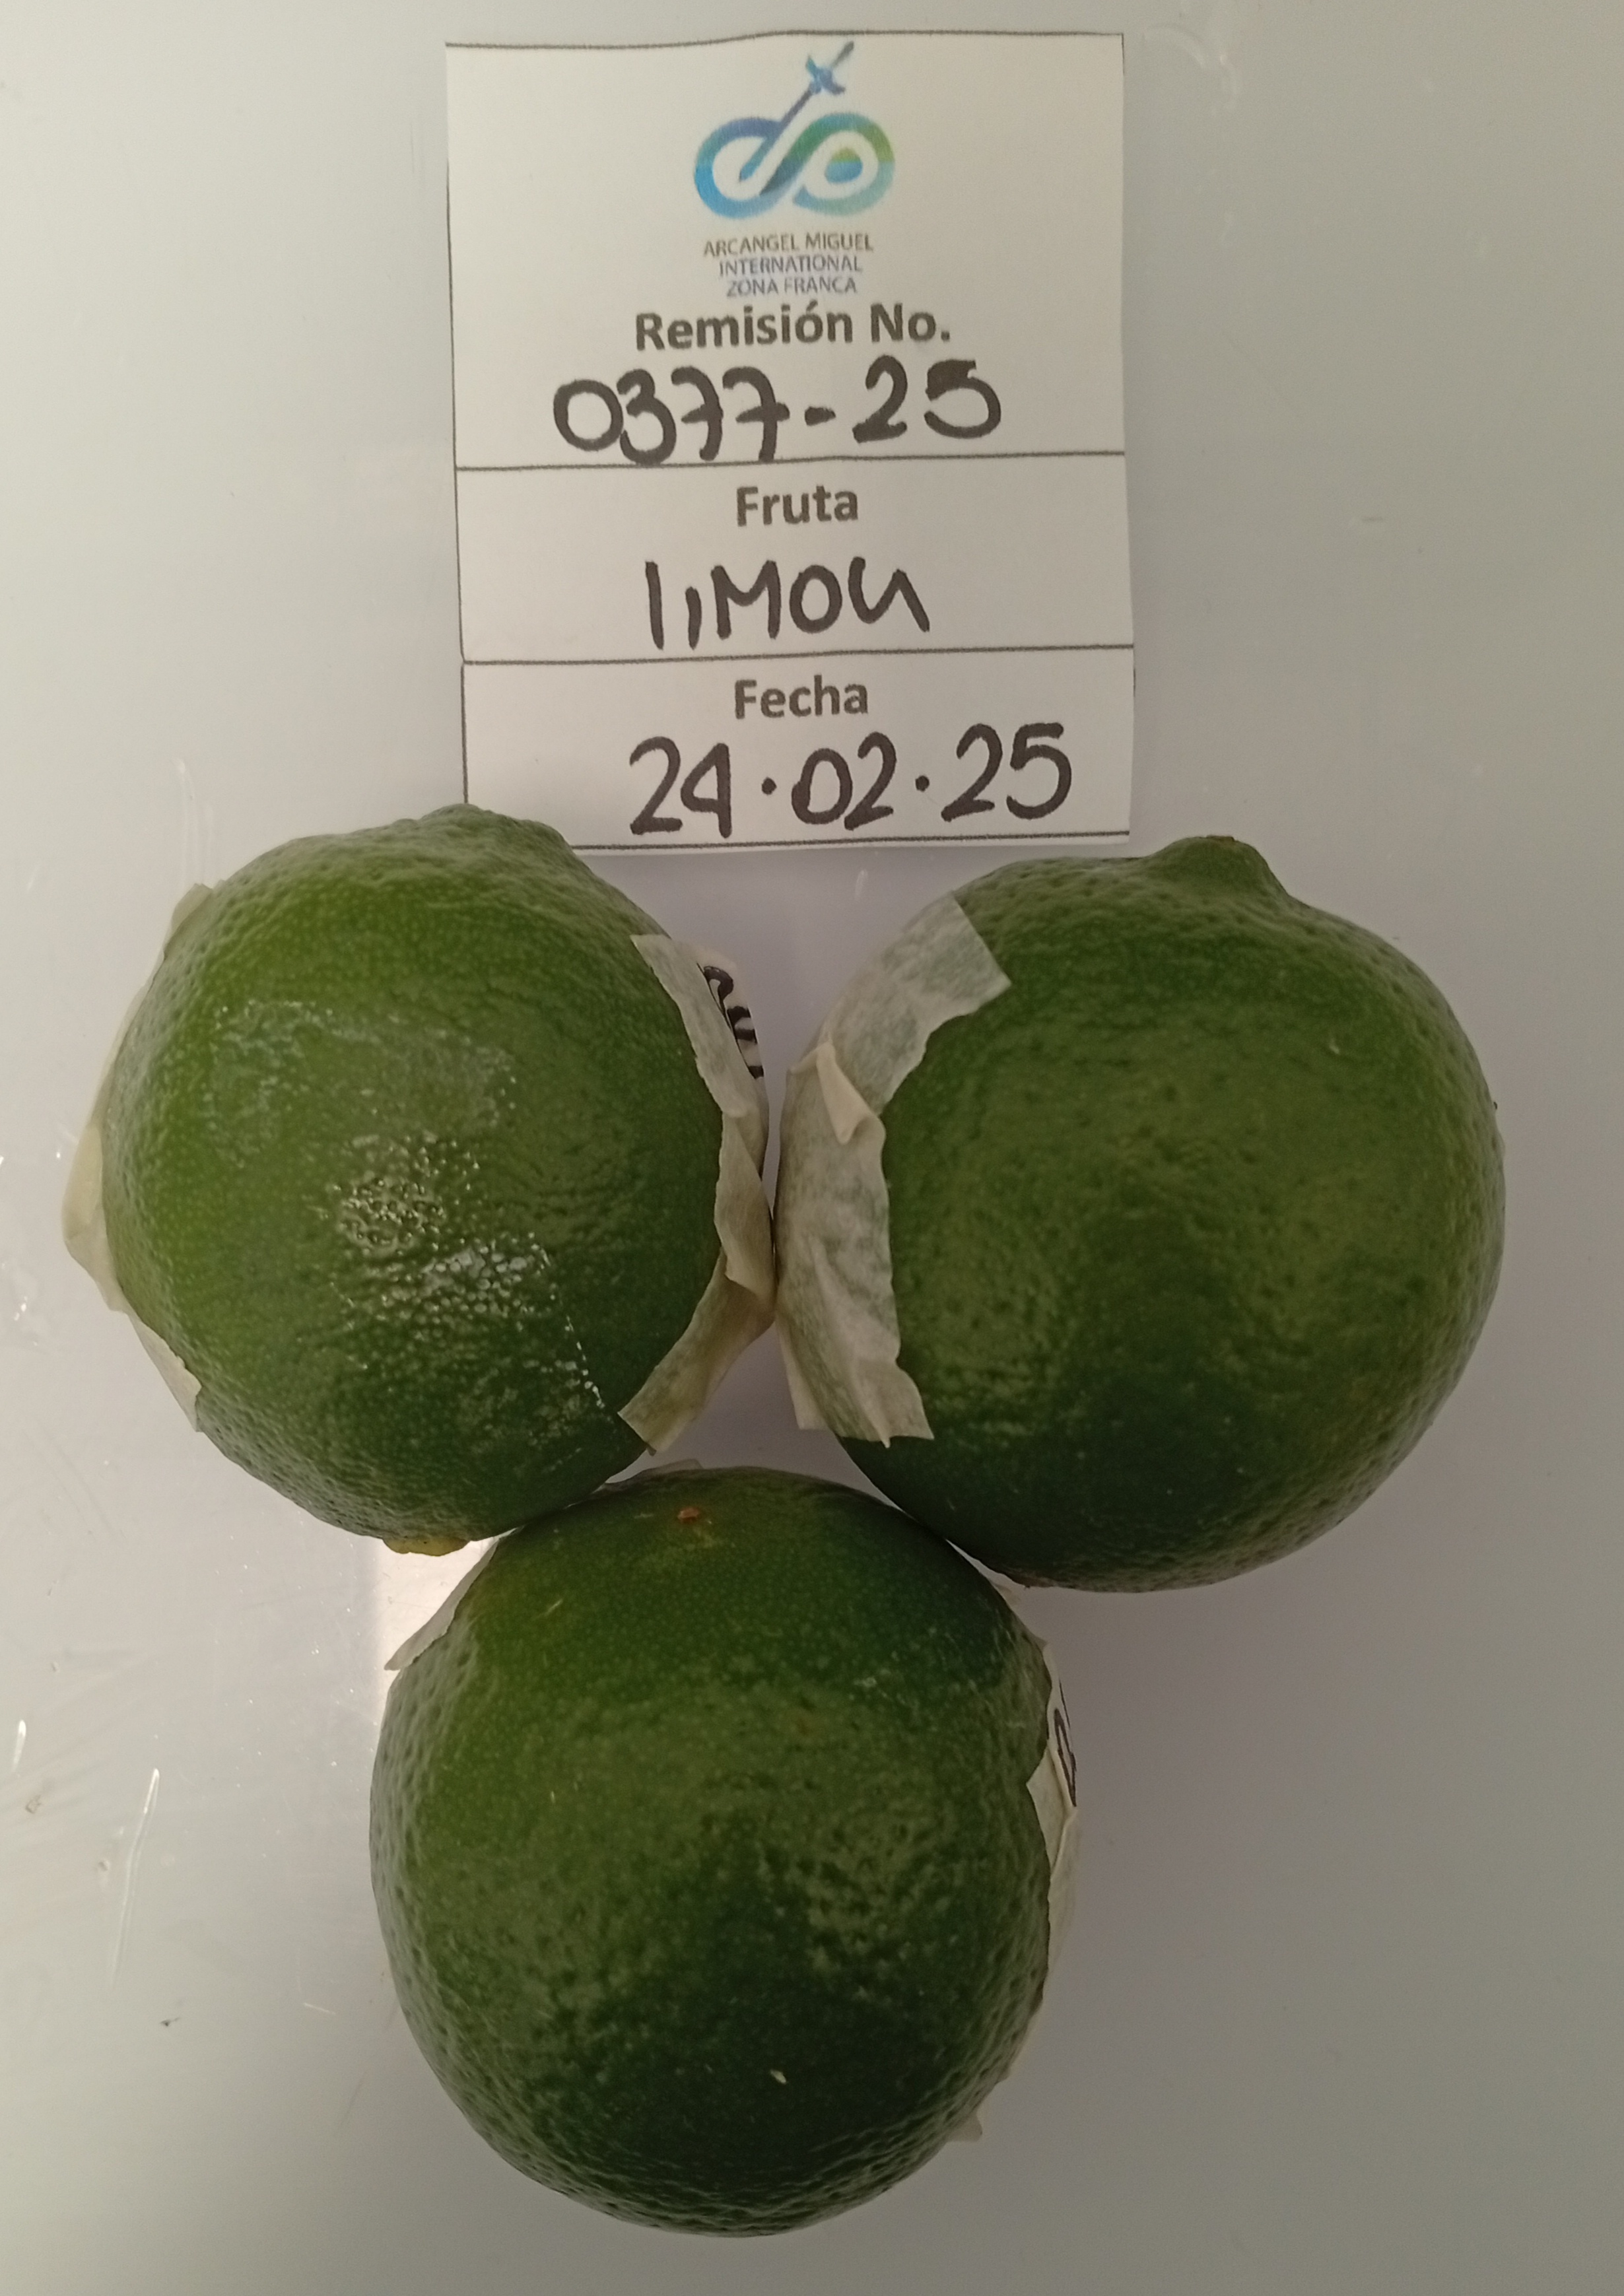 ARCANGEL MIGUEL
INTERNATIONAL
ZONA FRANCA
Remisión No.
0377-25
Fruta
lIMON
Fecha
24.02.25